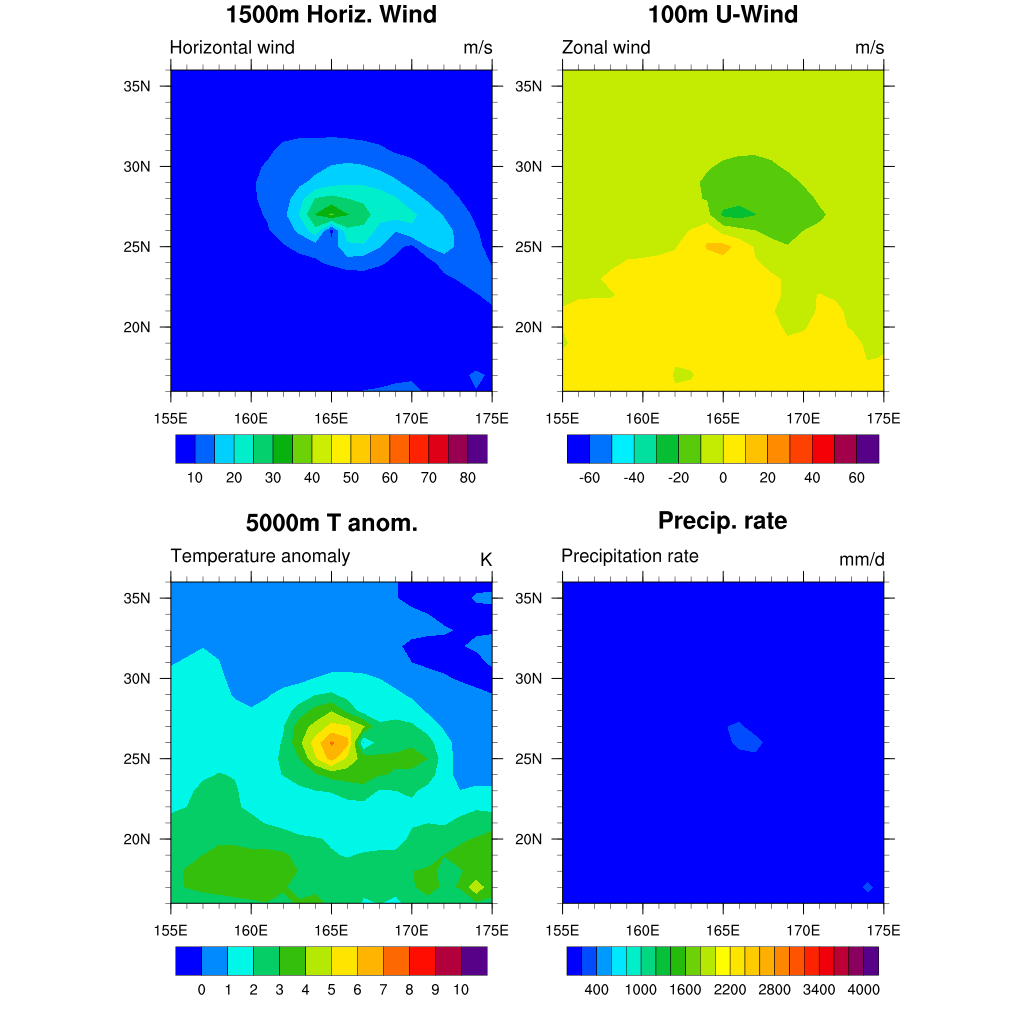 1500m Horiz. Wind
Horizontal wind m/s
35N
30N
25N
20N
155E 160E 165E 170E 175E
10 20 30 40 50 60 70 80
100m U-Wind
Zonal wind m/s
35N
30N
25N
20N
155E 160E 165E 170E 175E
-60 -40 -20 0 20 40 60
5000m T anom.
Temperature anomaly K
35N
30N
25N
20N
155E 160E 165E 170E 175E
0 1 2 3 4 5 6 7 8 9 10
Precip. rate
Precipitation rate mm/d
35N
30N
25N
20N
155E 160E 165E 170E 175E
400 1000 1600 2200 2800 3400 4000